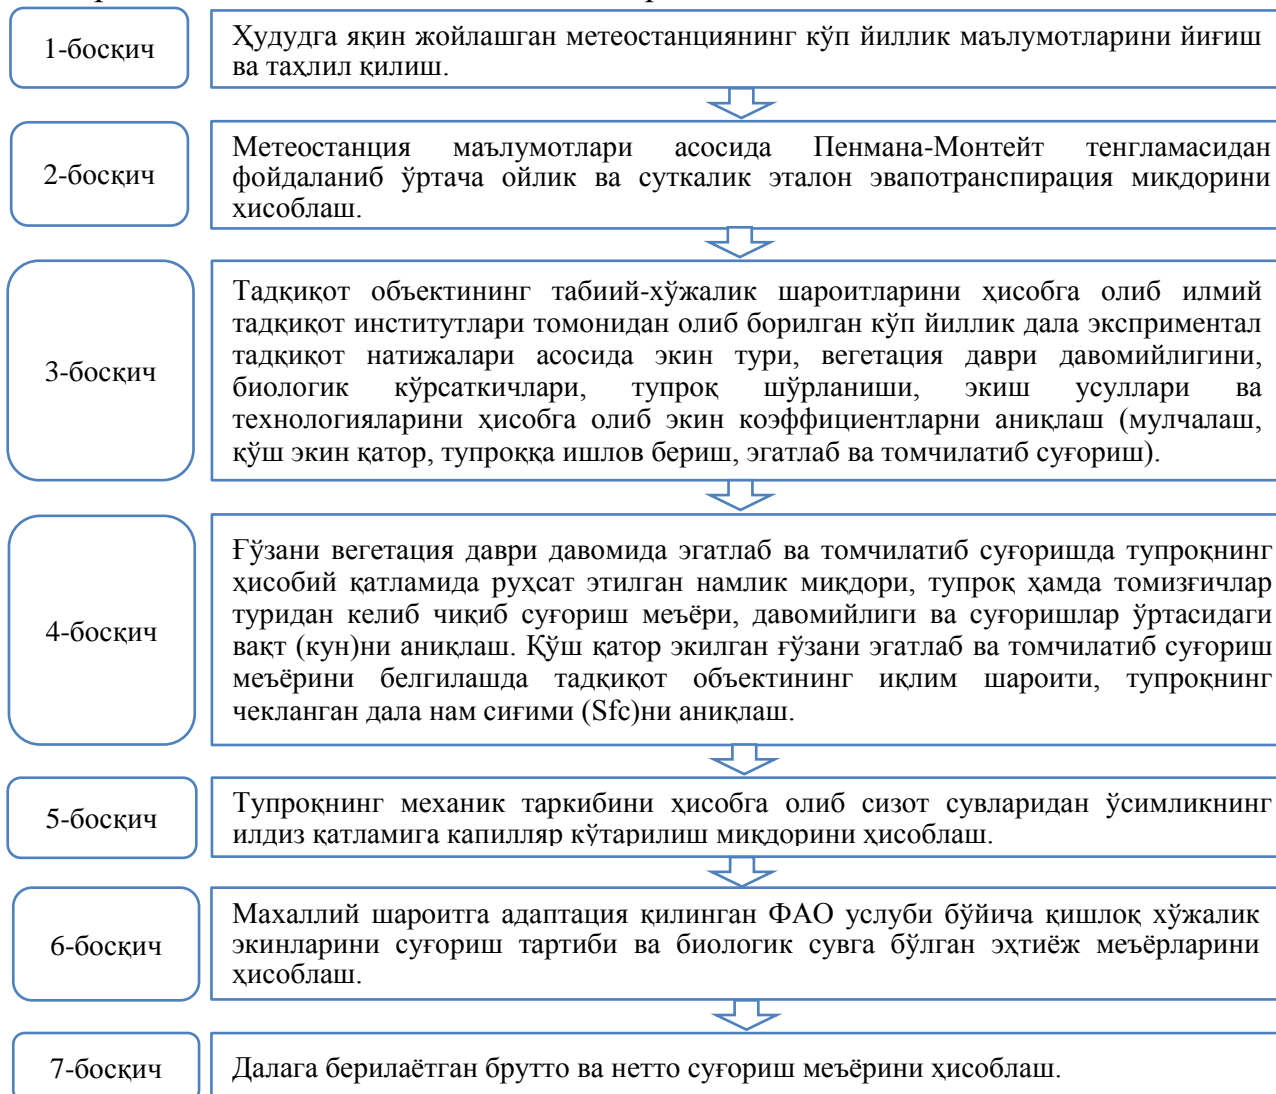 1-босқич
Ҳудудга яқин жойлашган метеостанциянинг кўп йиллик маълумотларини йиғиш
ва таҳлил қилиш.
2-босқич
Метеостанция маълумотлари асосида Пенмана-Монтейт тенгламасидан
фойдаланиб ўртача ойлик ва суткалик эталон эвапотранспирация миқдорини
ҳисоблаш.
3-босқич
Тадқиқот объектининг табиий-хўжалик шароитларини ҳисобга олиб илмий
тадқиқот институтлари томонидан олиб борилган кўп йиллик дала экспериментал
тадқиқот натижалари асосида экин тури, вегетация даври давомийлигини,
биологик кўрсаткичлари, тупроқ шўрланиши, экиш усуллари ва
технологияларини ҳисобга олиб экин коэффициентларни аниқлаш (мулчалаш,
қўш экин қатор, тупроққа ишлов бериш, эгатлаб ва томчилатиб суғориш).
4-босқич
Ғўзани вегетация даври давомида эгатлаб ва томчилатиб суғоришда тупроқнинг
ҳисобий қатламида руҳсат этилган намлик миқдори, тупроқ ҳамда томизғичлар
туридан келиб чиқиб суғориш меъёри, давомийлиги ва суғоришлар ўртасидаги
вақт (кун)ни аниқлаш. Қўш қатор экилган ғўзани эгатлаб ва томчилатиб суғориш
меъёрини белгилашда тадқиқот объектининг иқлим шароити, тупроқнинг
чекланган дала нам сиғими (Sfc)ни аниқлаш.
5-босқич
Тупроқнинг механик таркибини ҳисобга олиб сизот сувларидан ўсимликнинг
илдиз қатламига капилляр кўтарилиш миқдорини ҳисоблаш.
6-босқич
Махаллий шароитга адаптация қилинган ФАО услуби бўйича қишлоқ хўжалик
экинларини суғориш тартиби ва биологик сувга бўлган эҳтиёж меъёрларини
ҳисоблаш.
7-босқич
Далага берилаётган брутто ва нетто суғориш меъёрини ҳисоблаш.